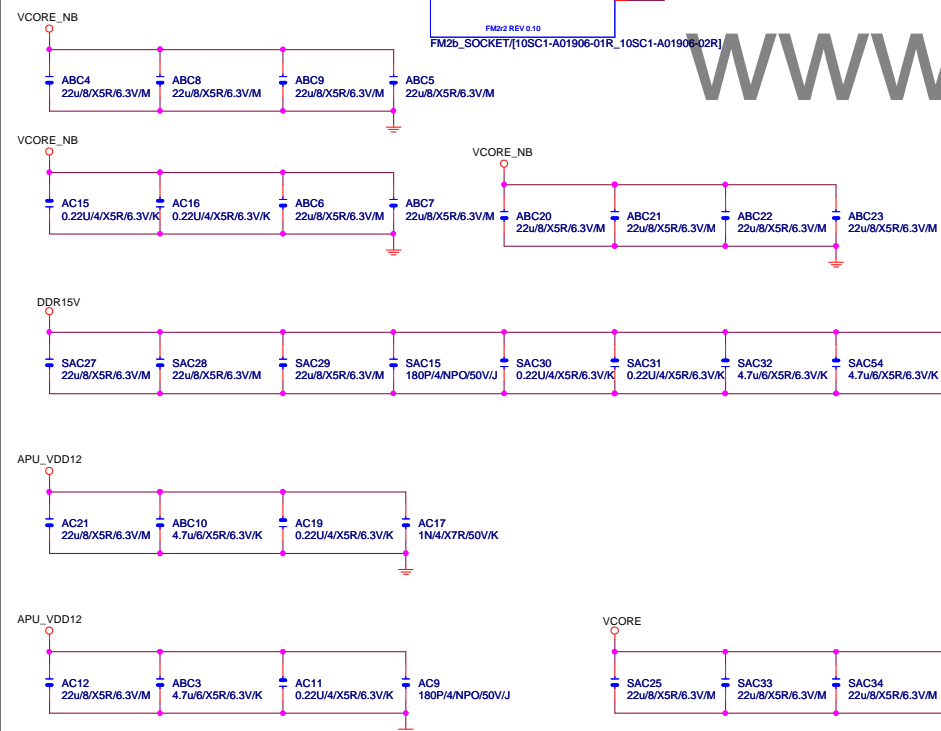 VCORE_NB
FM2r2 REV 0.10
FM2b_SOCKET/[10SC1-A01906-01R_10SC1-A01906-02R]
WWW
ABC4
22u/8/X5R/6.3V/M
ABC8
22u/8/X5R/6.3V/M
ABC9
22u/8/X5R/6.3V/M
ABC5
22u/8/X5R/6.3V/M
VCORE_NB
AC15
0.22U/4/X5R/6.3V/K
AC16
0.22U/4/X5R/6.3V/K
ABC6
22u/8/X5R/6.3V/M
ABC7
22u/8/X5R/6.3V/M
VCORE_NB
ABC20
22u/8/X5R/6.3V/M
ABC21
22u/8/X5R/6.3V/M
ABC22
22u/8/X5R/6.3V/M
ABC23
22u/8/X5R/6.3V/M
DDR15V
SAC27
22u/8/X5R/6.3V/M
SAC28
22u/8/X5R/6.3V/M
SAC29
22u/8/X5R/6.3V/M
SAC15
180P/4/NPO/50V/J
SAC30
0.22U/4/X5R/6.3V/K
SAC31
0.22U/4/X5R/6.3V/K
SAC32
4.7u/6/X5R/6.3V/K
SAC54
4.7u/6/X5R/6.3V/K
APU_VDD12
AC21
22u/8/X5R/6.3V/M
ABC10
4.7u/6/X5R/6.3V/K
AC19
0.22U/4/X5R/6.3V/K
AC17
1N/4/X7R/50V/K
APU_VDD12
AC12
22u/8/X5R/6.3V/M
ABC3
4.7u/6/X5R/6.3V/K
AC11
0.22U/4/X5R/6.3V/K
AC9
180P/4/NPO/50V/J
VCORE
SAC25
22u/8/X5R/6.3V/M
SAC33
22u/8/X5R/6.3V/M
SAC34
22u/8/X5R/6.3V/M